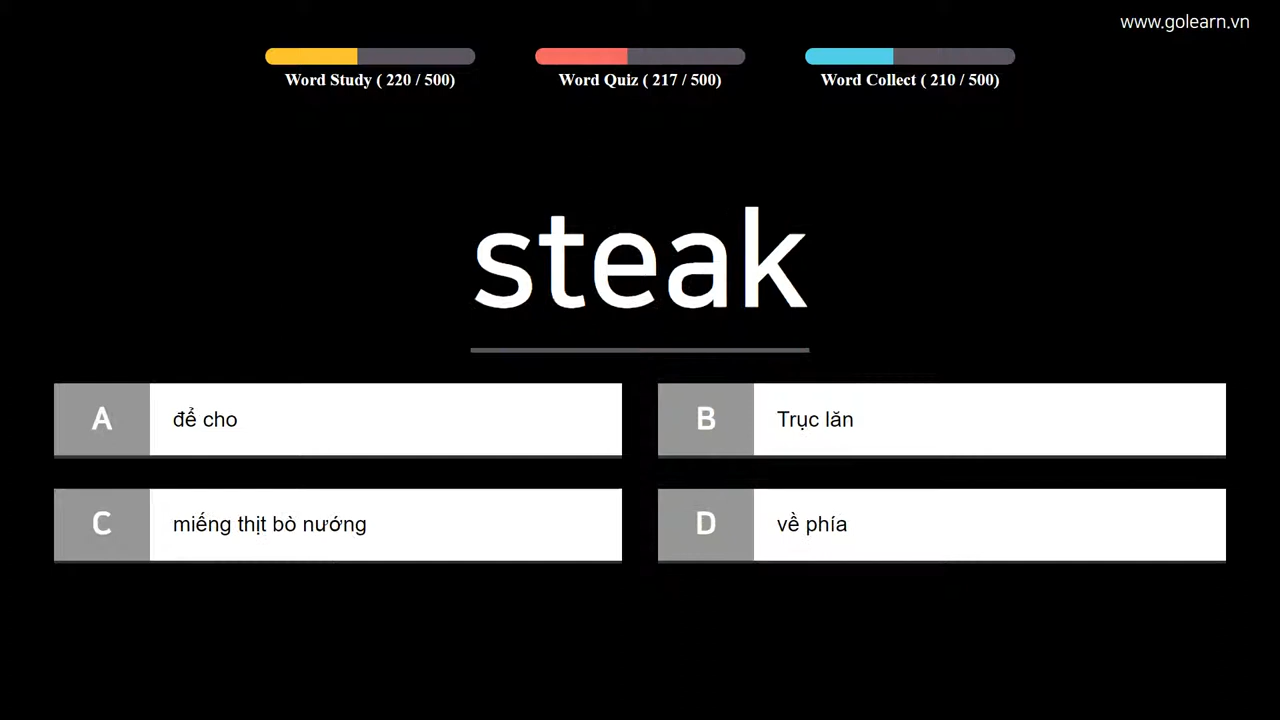 www.golearn.vn
Word Study ( 220 / 500)
Word Quiz ( 217 / 500)
Word Collect ( 210 / 500)
steak
A để cho
B Trục lăn
C miếng thịt bò nướng
D về phía